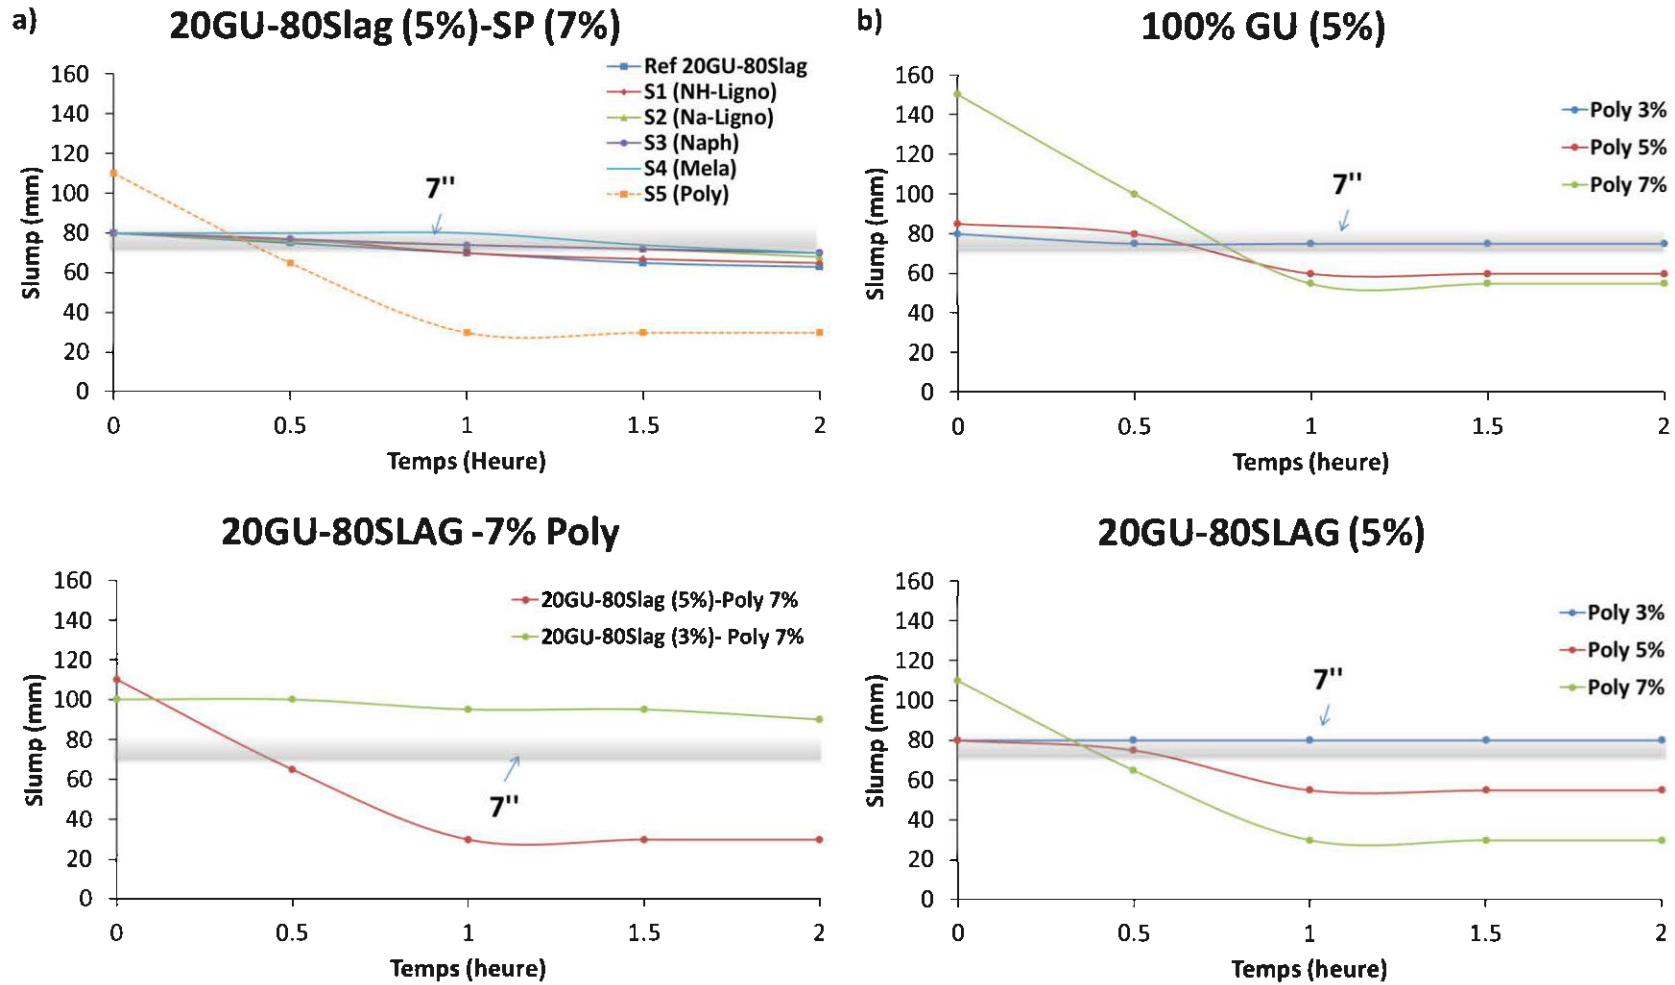 a)
20GU-80Slag (5%)-SP (7%)
160
140
120
100
80
60
40
20
0
Slump (mm)
Ref 20GU-80Slag
S1 (NH-Ligno)
S2 (Na-Ligno)
S3 (Naph)
S4 (Mela)
S5 (Poly)
7''
0 0.5 1 1.5 2
Temps (Heure)
b)
100% GU (5%)
160
140
120
100
80
60
40
20
0
Slump (mm)
Poly 3%
Poly 5%
Poly 7%
7''
0 0.5 1 1.5 2
Temps (heure)
20GU-80SLAG -7% Poly
160
140
120
100
80
60
40
20
0
Slump (mm)
20GU-80Slag (5%)-Poly 7%
20GU-80Slag (3%)- Poly 7%
7''
0 0.5 1 1.5 2
Temps (heure)
20GU-80SLAG (5%)
160
140
120
100
80
60
40
20
0
Slump (mm)
Poly 3%
Poly 5%
Poly 7%
7''
0 0.5 1 1.5 2
Temps (heure)